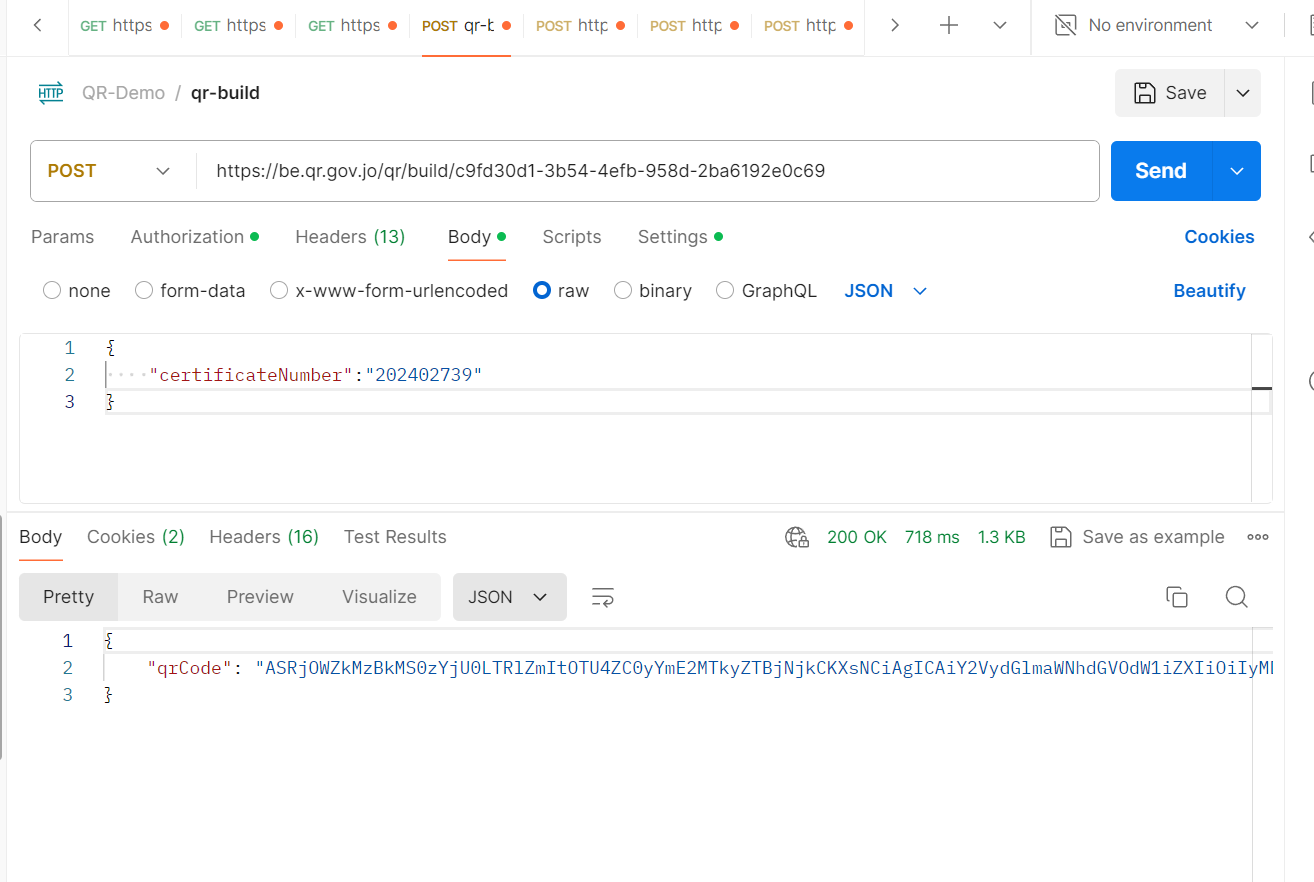 GET https GET https GET https POST qr-b POST http POST http POST http No environment
HTTP QR-Demo / qr-build Save
POST https://be.qr.gov.jo/qr/build/c9fd30d1-3b54-4efb-958d-2ba6192e0c69 Send
Params Authorization Headers (13) Body Scripts Settings Cookies
none form-data x-www-form-urlencoded raw binary GraphQL JSON Beautify
1 {
2 "certificateNumber":"202402739"
3 }
Body Cookies (2) Headers (16) Test Results 200 OK 718 ms 1.3 KB Save as example
Pretty Raw Preview Visualize JSON
1 {
2 "qrCode": "ASRjOWZkMzBkMS0zYjU0LTRlZmItOTU4ZC0yYmE2MTkyZTBjNjkCKXsNCiAgICAiY2VydGlmaWNhdGVOdW1iZXIiOiIyM
3 }